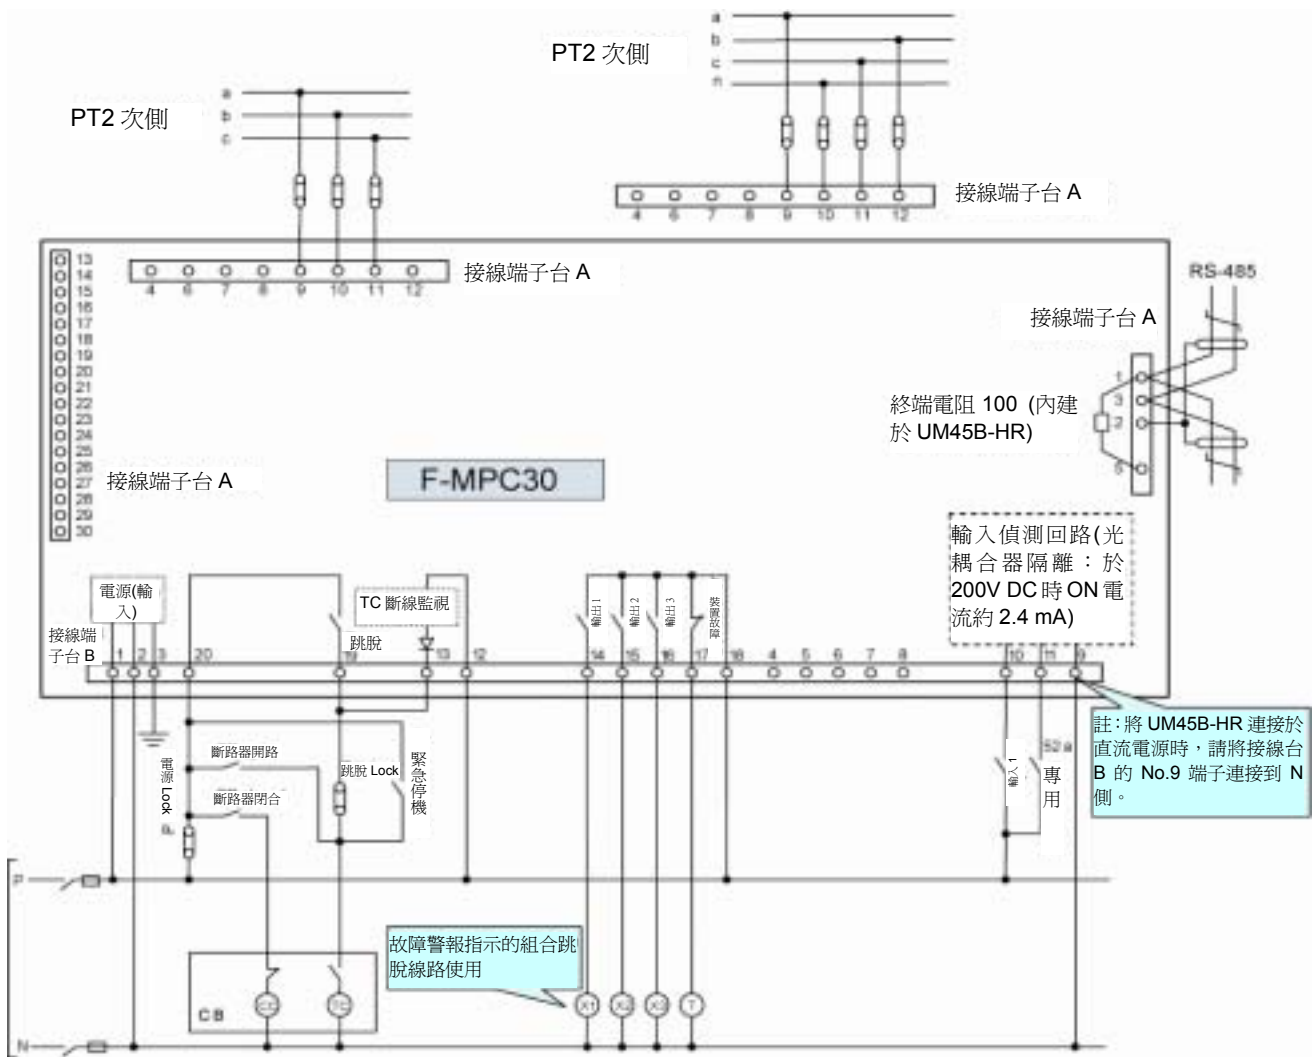 PT2 次側
a
b
c
n
PT2 次側
a
b
c
接線端子台 A
4 6 7 8 9 10 11 12
接線端子台 A
4 6 7 8 9 10 11 12
13
14
15
16
17
18
19
20
21
22
23
24
25
26
27
28
29
30
接線端子台 A
RS-485
接線端子台 A
1
3
2
5
終端電阻 100 (內建
於 UM45B-HR)
F-MPC30
輸入偵測回路(光
耦合器隔離：於
200V DC 時 ON 電
流約 2.4 mA)
電源(輸
入)
TC 斷線監視
跳脫
輸出 1
輸出 2
輸出 3
裝置故障
接線端
子台 B
1 2 3 20 19 13 12 14 15 16 17 18 4 5 6 7 8 10 11 9
註：將 UM45B-HR 連接於
直流電源時，請將接線台
B 的 No.9 端子連接到 N
側。
電源 Lock
斷路器開路
斷路器閉合
跳脫 Lock
緊急停機
輸入 1
52 a
專用
P
故障警報指示的組合跳
脫線路使用
CB
CC
TC
X1
X2
X3
T
N